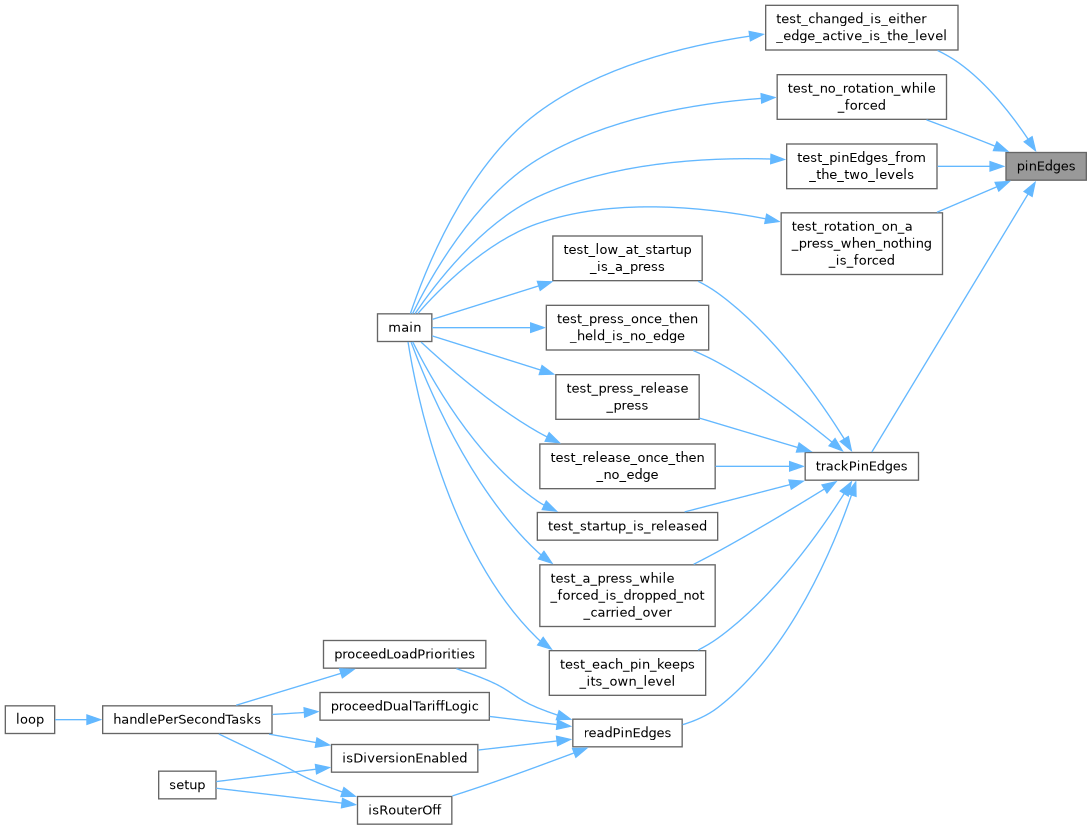 test_changed_is_either
_edge_active_is_the_level
test_no_rotation_while
_forced
test_pinEdges_from
_the_two_levels
pinEdges
test_rotation_on_a
_press_when_nothing
_is_forced
test_low_at_startup
_is_a_press
main
test_press_once_then
_held_is_no_edge
test_press_release
_press
test_release_once_then
_no_edge
trackPinEdges
test_startup_is_released
test_a_press_while
_forced_is_dropped_not
_carried_over
test_each_pin_keeps
_its_own_level
proceedLoadPriorities
proceedDualTariffLogic
loop
handlePerSecondTasks
readPinEdges
isDiversionEnabled
setup
isRouterOff